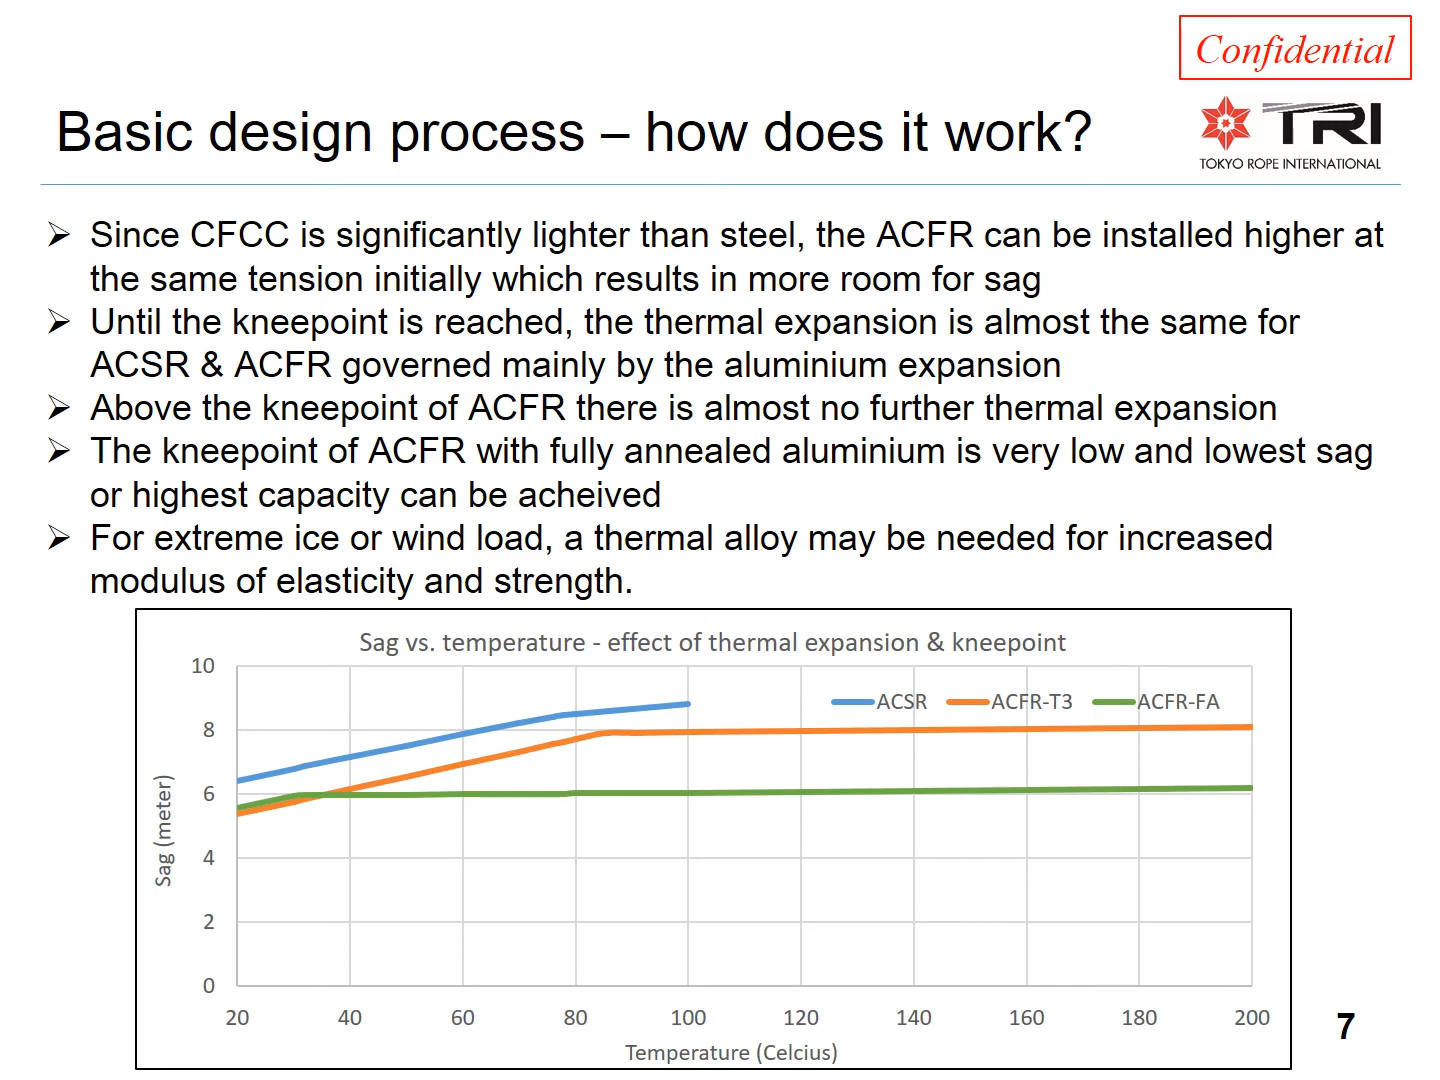 Confidential
Basic design process – how does it work?
TRI
TOKYO ROPE INTERNATIONAL
➢ Since CFCC is significantly lighter than steel, the ACFR can be installed higher at
the same tension initially which results in more room for sag
➢ Until the kneepoint is reached, the thermal expansion is almost the same for
ACSR & ACFR governed mainly by the aluminium expansion
➢ Above the kneepoint of ACFR there is almost no further thermal expansion
➢ The kneepoint of ACFR with fully annealed aluminium is very low and lowest sag
or highest capacity can be acheived
➢ For extreme ice or wind load, a thermal alloy may be needed for increased
modulus of elasticity and strength.
Sag vs. temperature - effect of thermal expansion & kneepoint
ACSR ACFR-T3 ACFR-FA
Sag (meter)
10
8
6
4
2
0
20 40 60 80 100 120 140 160 180 200
Temperature (Celcius)
7